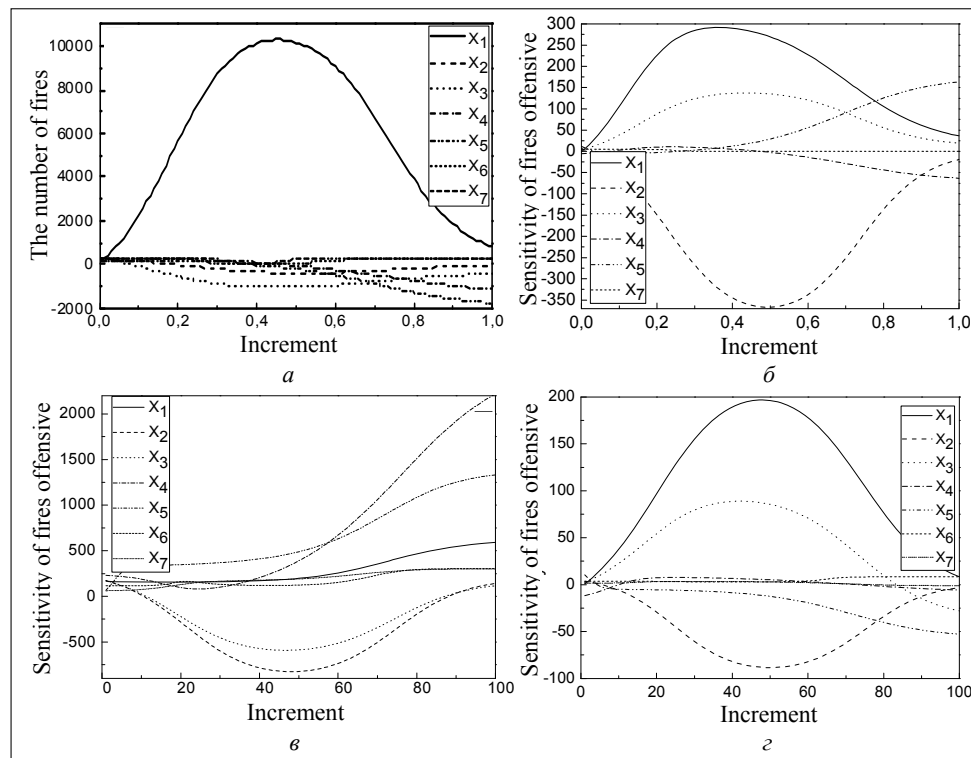 The number of fires
10000
8000
6000
4000
2000
0
-2000
0,0 0,2 0,4 0,6 0,8 1,0
Increment
X1
X2
X3
X4
X5
X6
X7
а
Sensitivity of fires offensive
300
250
200
150
100
50
0
-50
-100
-150
-200
-250
-300
-350
0,0 0,2 0,4 0,6 0,8 1,0
Increment
X1
X2
X3
X4
X5
X7
б
Sensitivity of fires offensive
2000
1500
1000
500
0
-500
0 20 40 60 80 100
Increment
X1
X2
X3
X4
X5
X6
X7
в
Sensitivity of fires offensive
200
150
100
50
0
-50
-100
0 20 40 60 80 100
Increment
X1
X2
X3
X4
X5
X6
X7
г